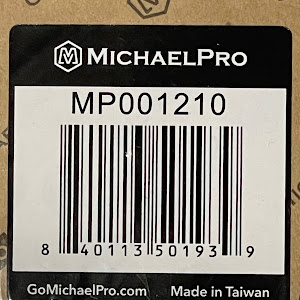 MICHAELPRO
MP001210
8 40113 50193 9
GoMichaelPro.com Made in Taiwan